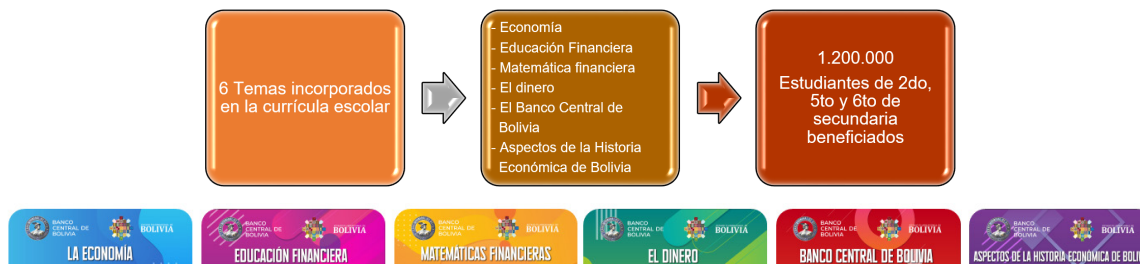 6 Temas incorporados
en la currícula escolar
- Economía
- Educación Financiera
- Matemática financiera
- El dinero
- El Banco Central de
Bolivia
- Aspectos de la Historia
Económica de Bolivia
1.200.000
Estudiantes de 2do,
5to y 6to de
secundaria
beneficiados
BANCO
CENTRAL DE
BOLIVIA
BOLIVIA
LA ECONOMÍA
BANCO
CENTRAL DE
BOLIVIA
BOLIVIA
EDUCACIÓN FINANCIERA
BANCO
CENTRAL DE
BOLIVIA
BOLIVIA
MATEMÁTICAS FINANCIERAS
BANCO
CENTRAL DE
BOLIVIA
BOLIVIA
EL DINERO
BANCO
CENTRAL DE
BOLIVIA
BOLIVIA
BANCO CENTRAL DE BOLIVIA
BANCO
CENTRAL DE
BOLIVIA
BOLIVIA
ASPECTOS DE LA HISTORIA ECONÓMICA DE BOLI